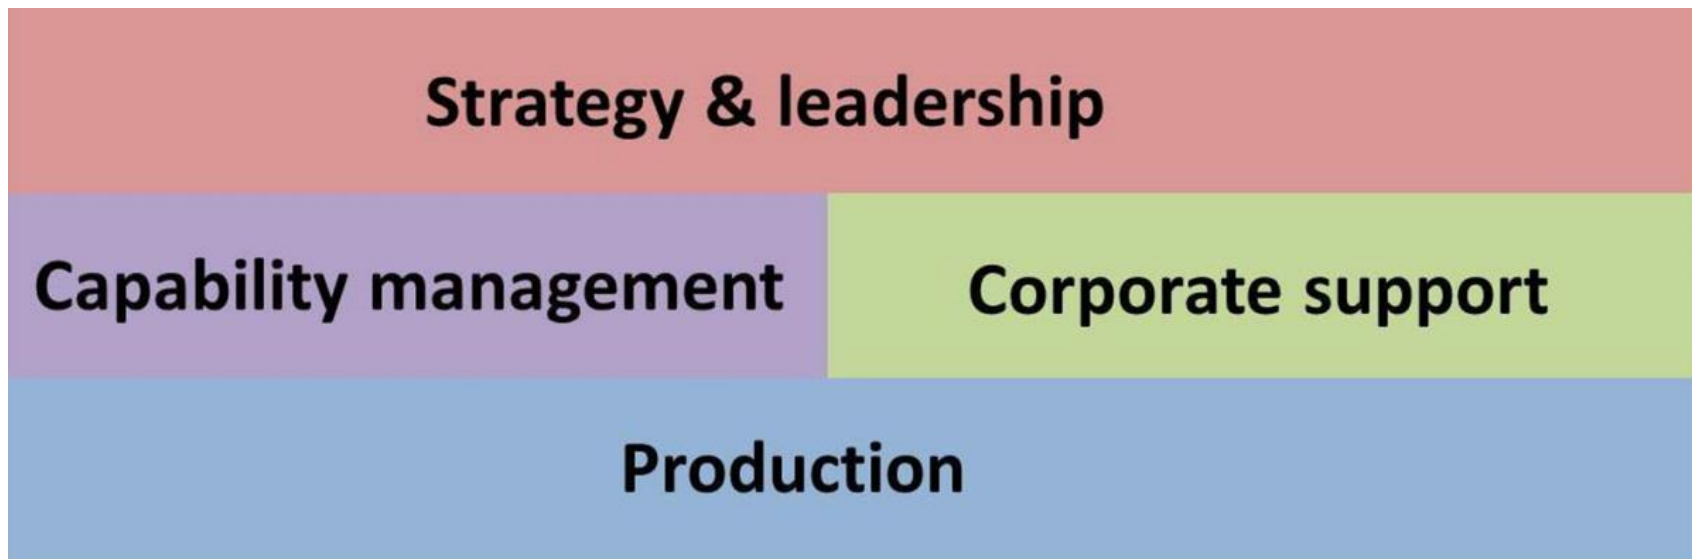 Strategy & leadership
Capability management
Corporate support
Production